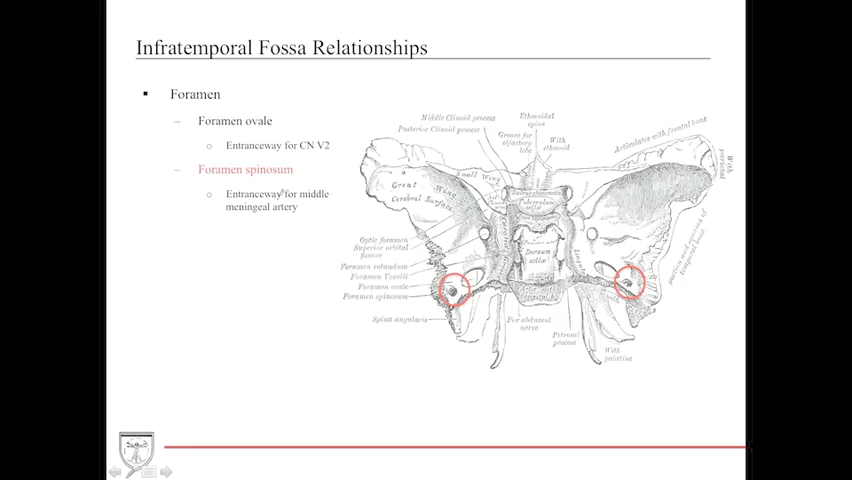 Infratemporal Fossa Relationships
Foramen
Foramen ovale
Entranceway for CN V2
Foramen spinosum
Entranceway for middle
meningeal artery
Middle Clinoid process
Posterior Clinoid process
Ethmoidal
spine
Groove for
olfactory
lobe
With
ethmoid
Articulates with frontal bone
With
parietal
Small Wing
Great Wing
Cerebral Surface
Tuberculum
sellæ
Dorsum
sellæ
Optic foramen
Superior orbital
fissure
Foramen rotundum
Foramen Vesalii
Foramen ovale
Foramen spinosum
Spina angularis
For abducent
nerve
Petrosal
process
With
palatine